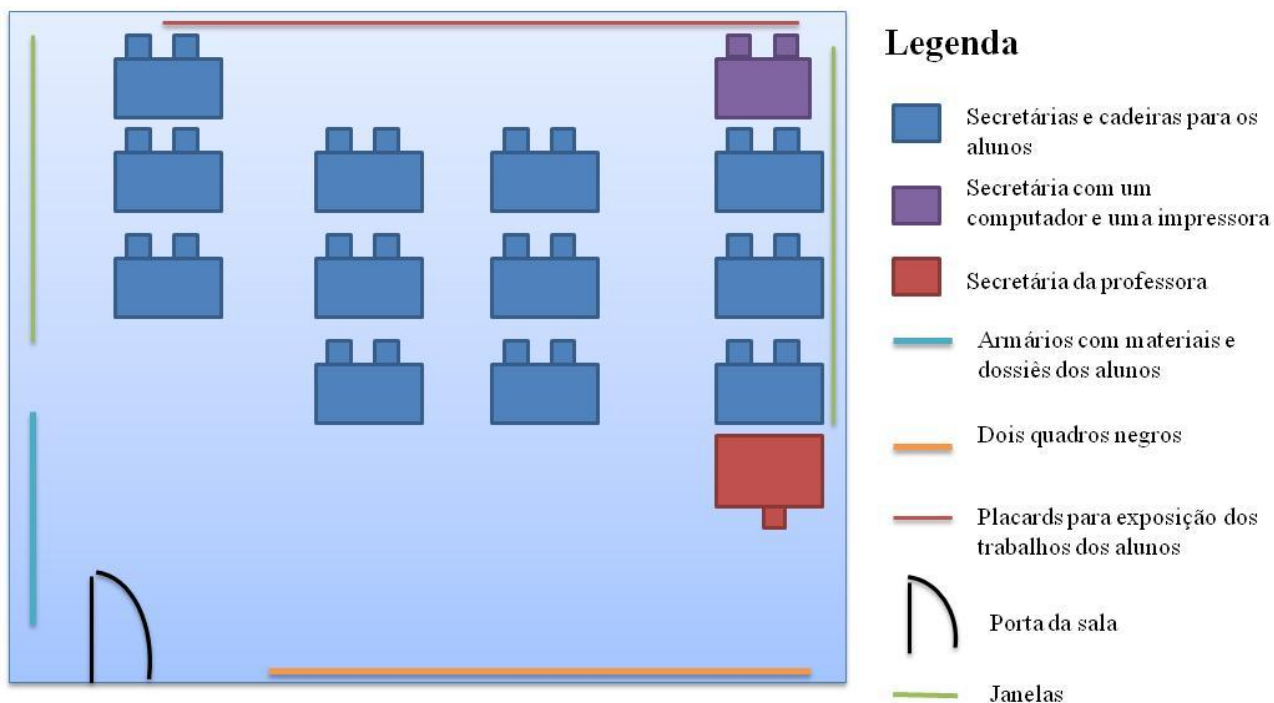 Legenda
Secretárias e cadeiras para os
alunos
Secretária com um
computador e uma impressora
Secretária da professora
Armários com materiais e
dossiês dos alunos
Dois quadros negros
Placards para exposição dos
trabalhos dos alunos
Porta da sala
Janelas